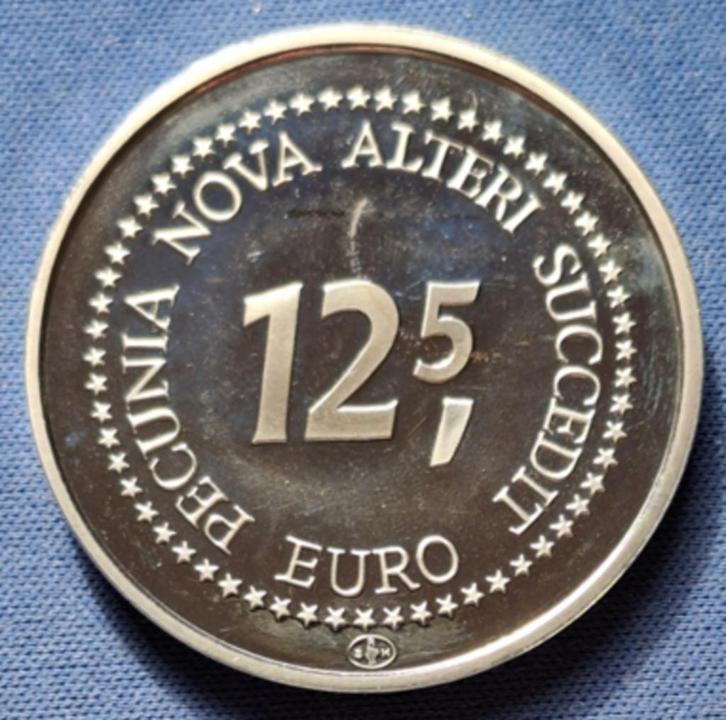 PECUNIA NOVA ALTERI SUCCEDIT
12,5
EURO